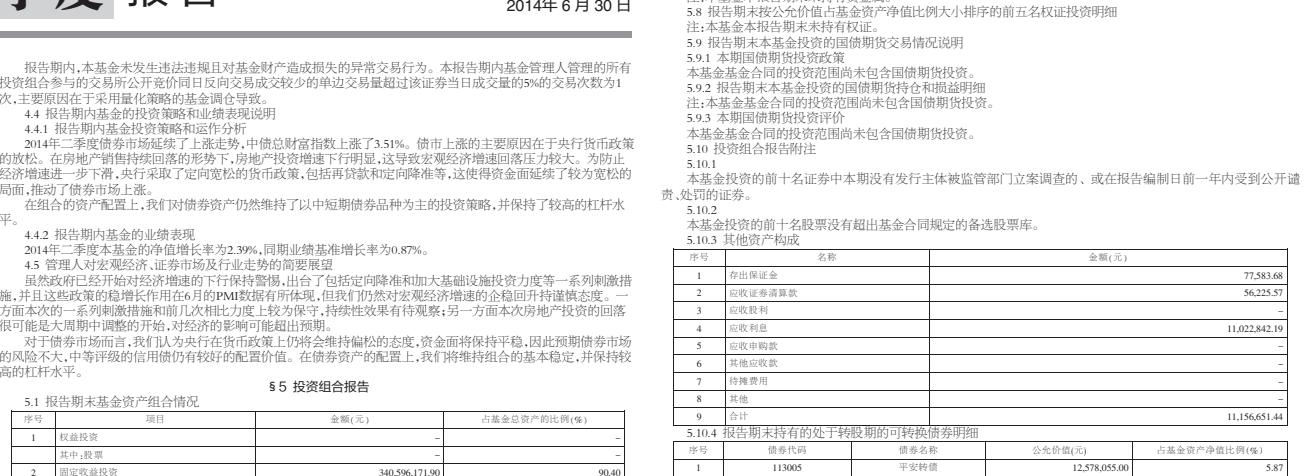 季度报告
2014年6月30日
报告期内,本基金未发生违法违规且对基金财产造成损失的异常交易行为。本报告期内基金管理人管理的所有
投资组合参与的交易所公开竞价同日反向交易成交较少的单边交易量超过该证券当日成交量的5%的交易次数为1
次,主要原因在于采用量化策略的基金调仓导致。
4.4 报告期内基金的投资策略和业绩表现说明
4.4.1 报告期内基金投资策略和运作分析
2014年二季度债券市场延续了上涨走势,中债总财富指数上涨了3.51%。债市上涨的主要原因在于央行货币政策
的放松。在房地产销售持续回落的形势下,房地产投资增速下行明显,这导致宏观经济增速回落压力较大。为防止
经济增速进一步下滑,央行采取了定向宽松的货币政策,包括再贷款和定向降准等,这使得资金面延续了较为宽松的
局面,推动了债券市场上涨。
在组合的资产配置上,我们对债券资产仍然维持了以中短期债券品种为主的投资策略,并保持了较高的杠杆水
平。
4.4.2 报告期内基金的业绩表现
2014年二季度本基金的净值增长率为2.39%,同期业绩基准增长率为0.87%。
4.5 管理人对宏观经济、证券市场及行业走势的简要展望
虽然政府已经开始对经济增速的下行保持警惕,出台了包括定向降准和加大基础设施投资力度等一系列刺激措
施,并且这些政策的稳增长作用在6月的PMI数据有所体现,但我们仍然对宏观经济增速的企稳回升持谨慎态度。一
方面本次的一系列刺激措施和前几次相比力度上较为保守,持续性效果有待观察;另一方面本次房地产投资的回落
很可能是大周期中调整的开始,对经济的影响可能超出预期。
对于债券市场而言,我们认为央行在货币政策上仍将会维持偏松的态度,资金面将保持平稳,因此预期债券市场
的风险不大,中等评级的信用债仍有较好的配置价值。在债券资产的配置上,我们将维持组合的基本稳定,并保持较
高的杠杆水平。
§5 投资组合报告
5.1 报告期末基金资产组合情况
序号 项目 金额(元) 占基金总资产的比例(%)
1 权益投资 – –
其中:股票 – –
2 固定收益投资 340,596,171.90 90.40
5.8 报告期末按公允价值占基金资产净值比例大小排序的前五名权证投资明细
注:本基金本报告期末未持有权证。
5.9 报告期末本基金投资的国债期货交易情况说明
5.9.1 本期国债期货投资政策
本基金基金合同的投资范围尚未包含国债期货投资。
5.9.2 报告期末本基金投资的国债期货持仓和损益明细
注:本基金基金合同的投资范围尚未包含国债期货投资。
5.9.3 本期国债期货投资评价
本基金基金合同的投资范围尚未包含国债期货投资。
5.10 投资组合报告附注
5.10.1
本基金投资的前十名证券中本期没有发行主体被监管部门立案调查的、或在报告编制日前一年内受到公开谴
责、处罚的证券。
5.10.2
本基金投资的前十名股票没有超出基金合同规定的备选股票库。
5.10.3 其他资产构成
序号 名称 金额(元)
1 存出保证金 77,583.68
2 应收证券清算款 56,225.57
3 应收股利 –
4 应收利息 11,022,842.19
5 应收申购款 –
6 其他应收款 –
7 待摊费用 –
8 其他 –
9 合计 11,156,651.44
5.10.4 报告期末持有的处于转股期的可转换债券明细
序号 债券代码 债券名称 公允价值(元) 占基金资产净值比例(%)
1 113005 平安转债 12,578,055.00 5.87